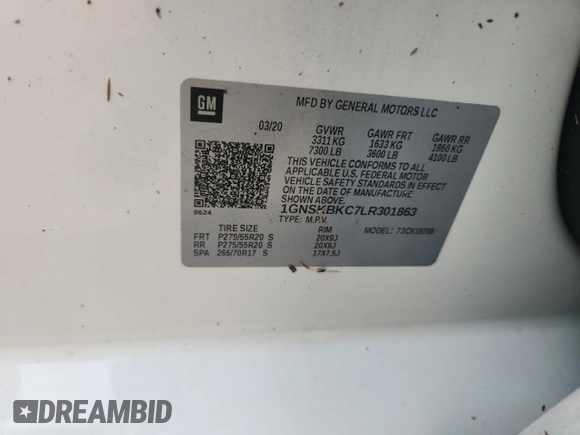 GM
MFD BY GENERAL MOTORS LLC
03/20 GVWR GAWR FRT GAWR RR
3311 KG 1633 KG 1860 KG
7300 LB 3600 LB 4100 LB
THIS VEHICLE CONFORMS TO ALL
APPLICABLE U.S. FEDERAL MOTOR
VEHICLE SAFETY STANDARDS IN
EFFECT ON THE DATE OF MANUFACTURE
SHOWN ABOVE.
1GNSKBKC7LR301863
8624 TYPE: M.P.V. MODEL:
TIRE SIZE RIM
FRT P275/55R20 S 20X9J
RR P275/55R20 S 20X9J
SPA 265/70R17 S 17X7.5J
DREAMBID